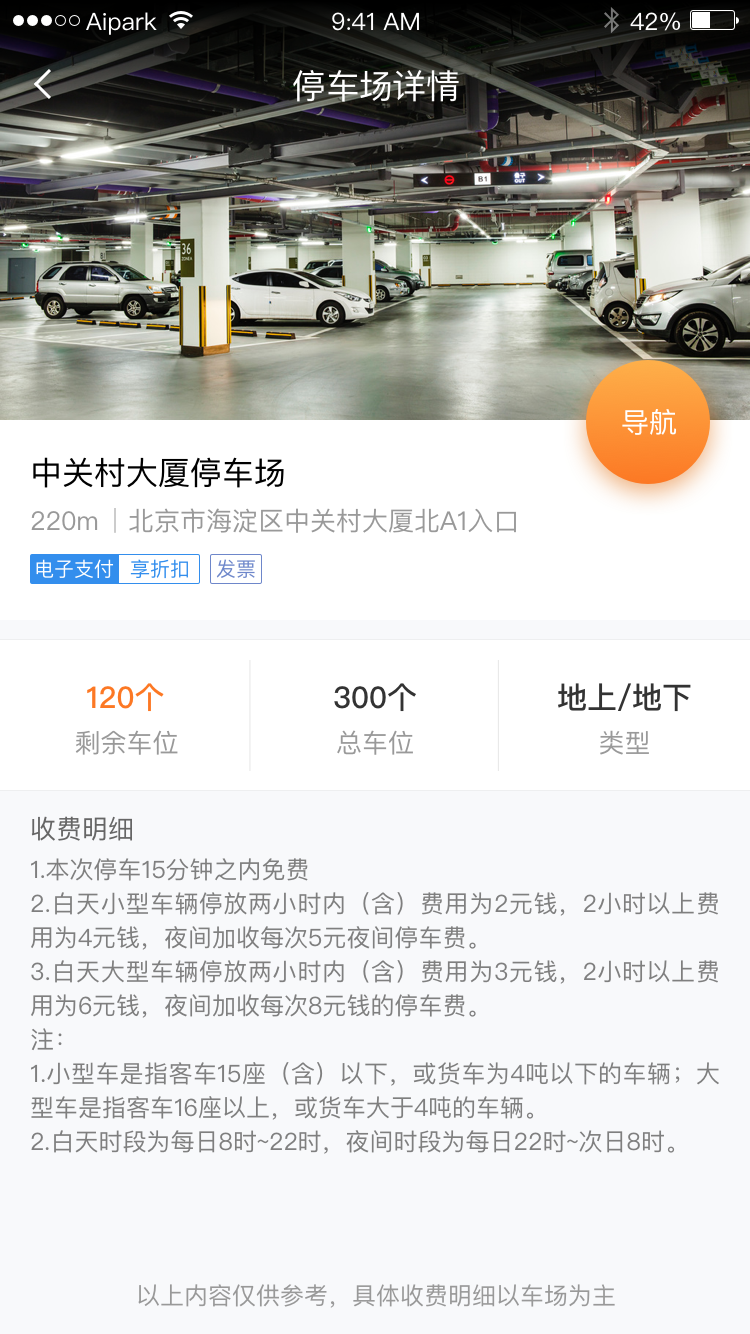 Aipark 9:41 AM 42%
停车场详情
B1
OUT
36
导航
中关村大厦停车场
220m｜北京市海淀区中关村大厦北A1入口
电子支付 享折扣 发票
120个 300个 地上/地下
剩余车位 总车位 类型
收费明细
1.本次停车15分钟之内免费
2.白天小型车辆停放两小时内（含）费用为2元钱，2小时以上费
用为4元钱，夜间加收每次5元夜间停车费。
3.白天大型车辆停放两小时内（含）费用为3元钱，2小时以上费
用为6元钱，夜间加收每次8元钱的停车费。
注：
1.小型车是指客车15座（含）以下，或货车为4吨以下的车辆；大
型车是指客车16座以上，或货车大于4吨的车辆。
2.白天时段为每日8时~22时，夜间时段为每日22时~次日8时。
以上内容仅供参考，具体收费明细以车场为主